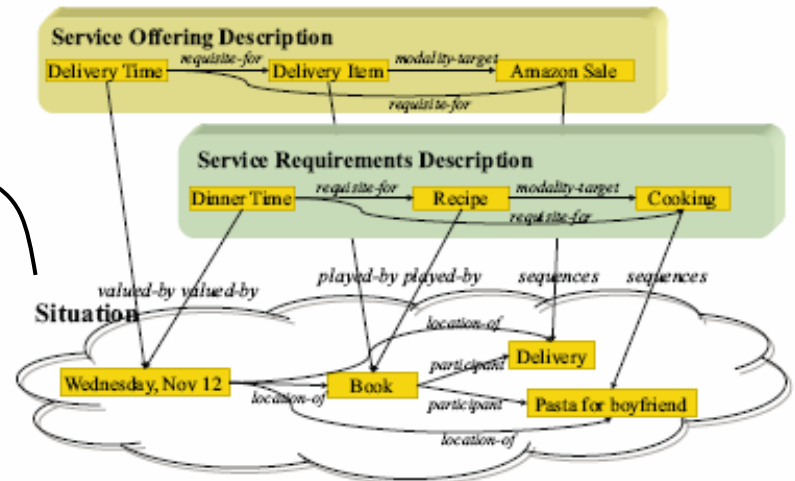 Service Offering Description
requisite-for modality-target
Delivery Time Delivery Item Amazon Sale
requisite-for
Service Requirements Description
requisite-for modality-target
Dinner Time Recipe Cooking
requisite-for
valued-by valued-by played-by played-by sequences sequences
Situation
location-of
Delivery
participant
Wednesday, Nov 12 Book
location-of participant
Pasta for boyfriend
location-of